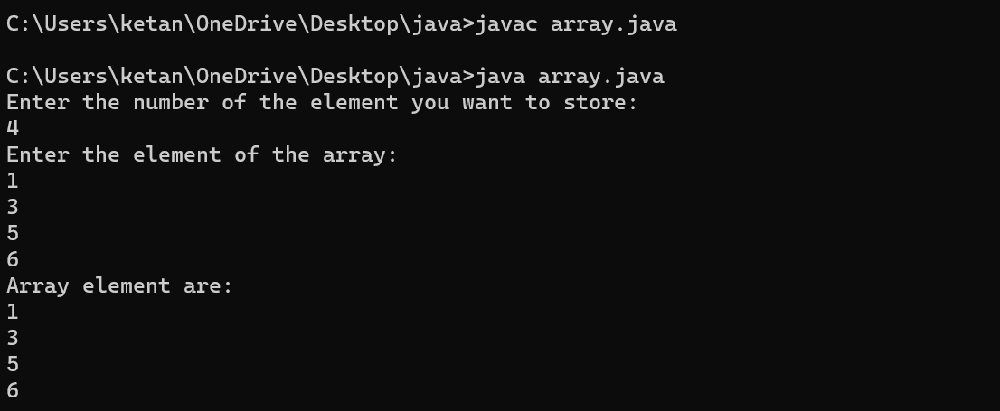 C:\Users\ketan\OneDrive\Desktop\java>javac array.java
C:\Users\ketan\OneDrive\Desktop\java>java array.java
Enter the number of the element you want to store:
4
Enter the element of the array:
1
3
5
6
Array element are:
1
3
5
6